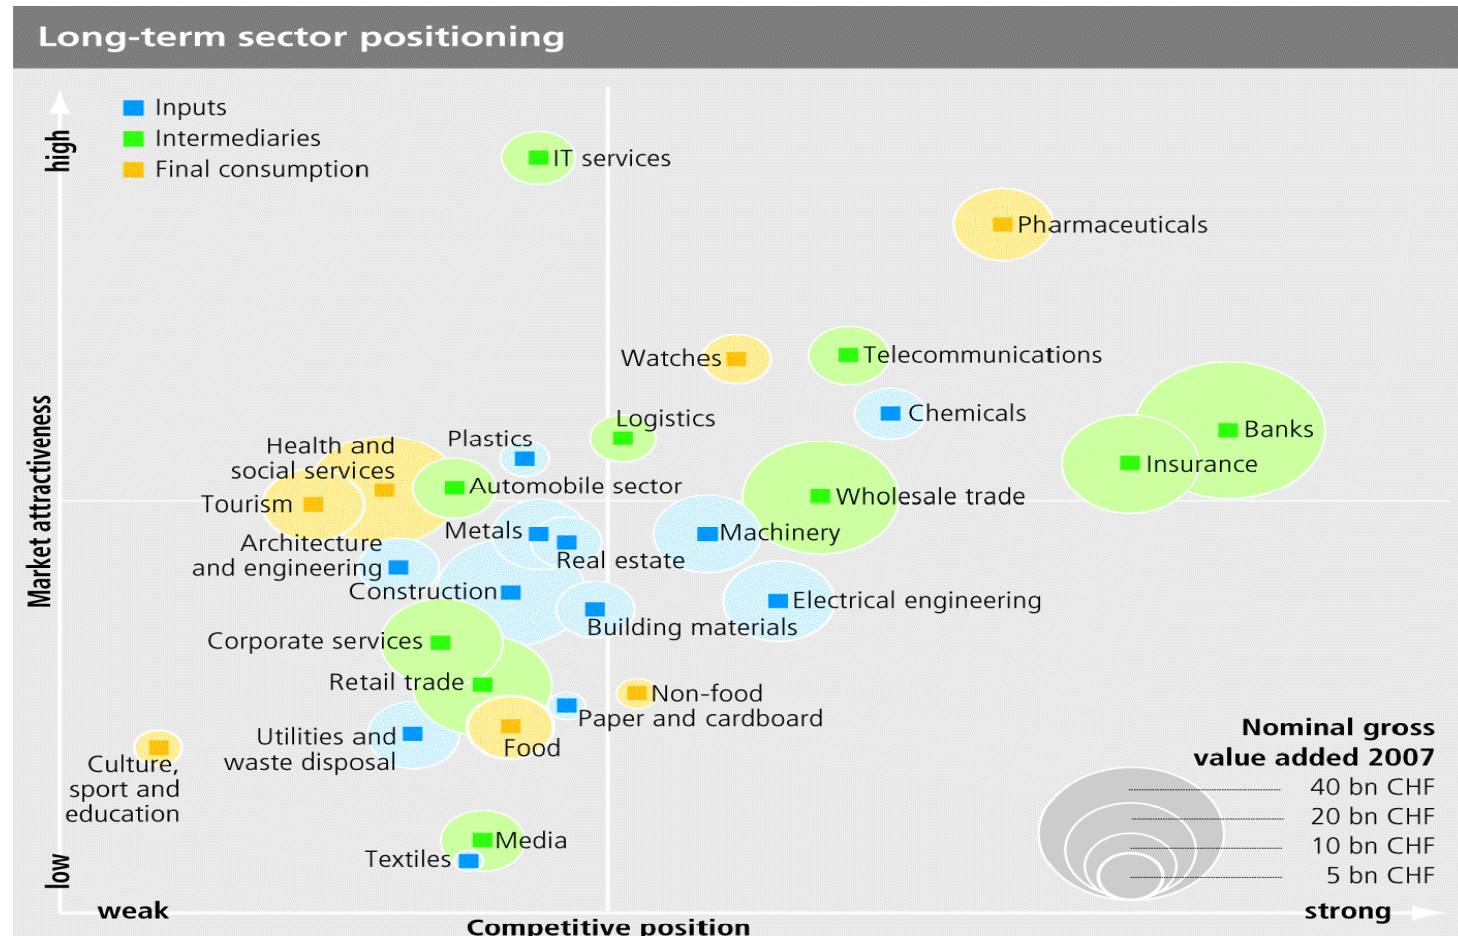 Long-term sector positioning
Inputs
Intermediaries
Final consumption
high
Market attractiveness
low
IT services
Pharmaceuticals
Watches
Telecommunications
Chemicals
Logistics
Banks
Plastics
Health and
social services
Insurance
Automobile sector
Wholesale trade
Tourism
Metals
Machinery
Architecture
and engineering
Real estate
Construction
Electrical engineering
Building materials
Corporate services
Retail trade
Non-food
Paper and cardboard
Utilities and
waste disposal
Food
Culture,
sport and
education
Media
Textiles
Nominal gross
value added 2007
40 bn CHF
20 bn CHF
10 bn CHF
5 bn CHF
weak
Competitive position
strong